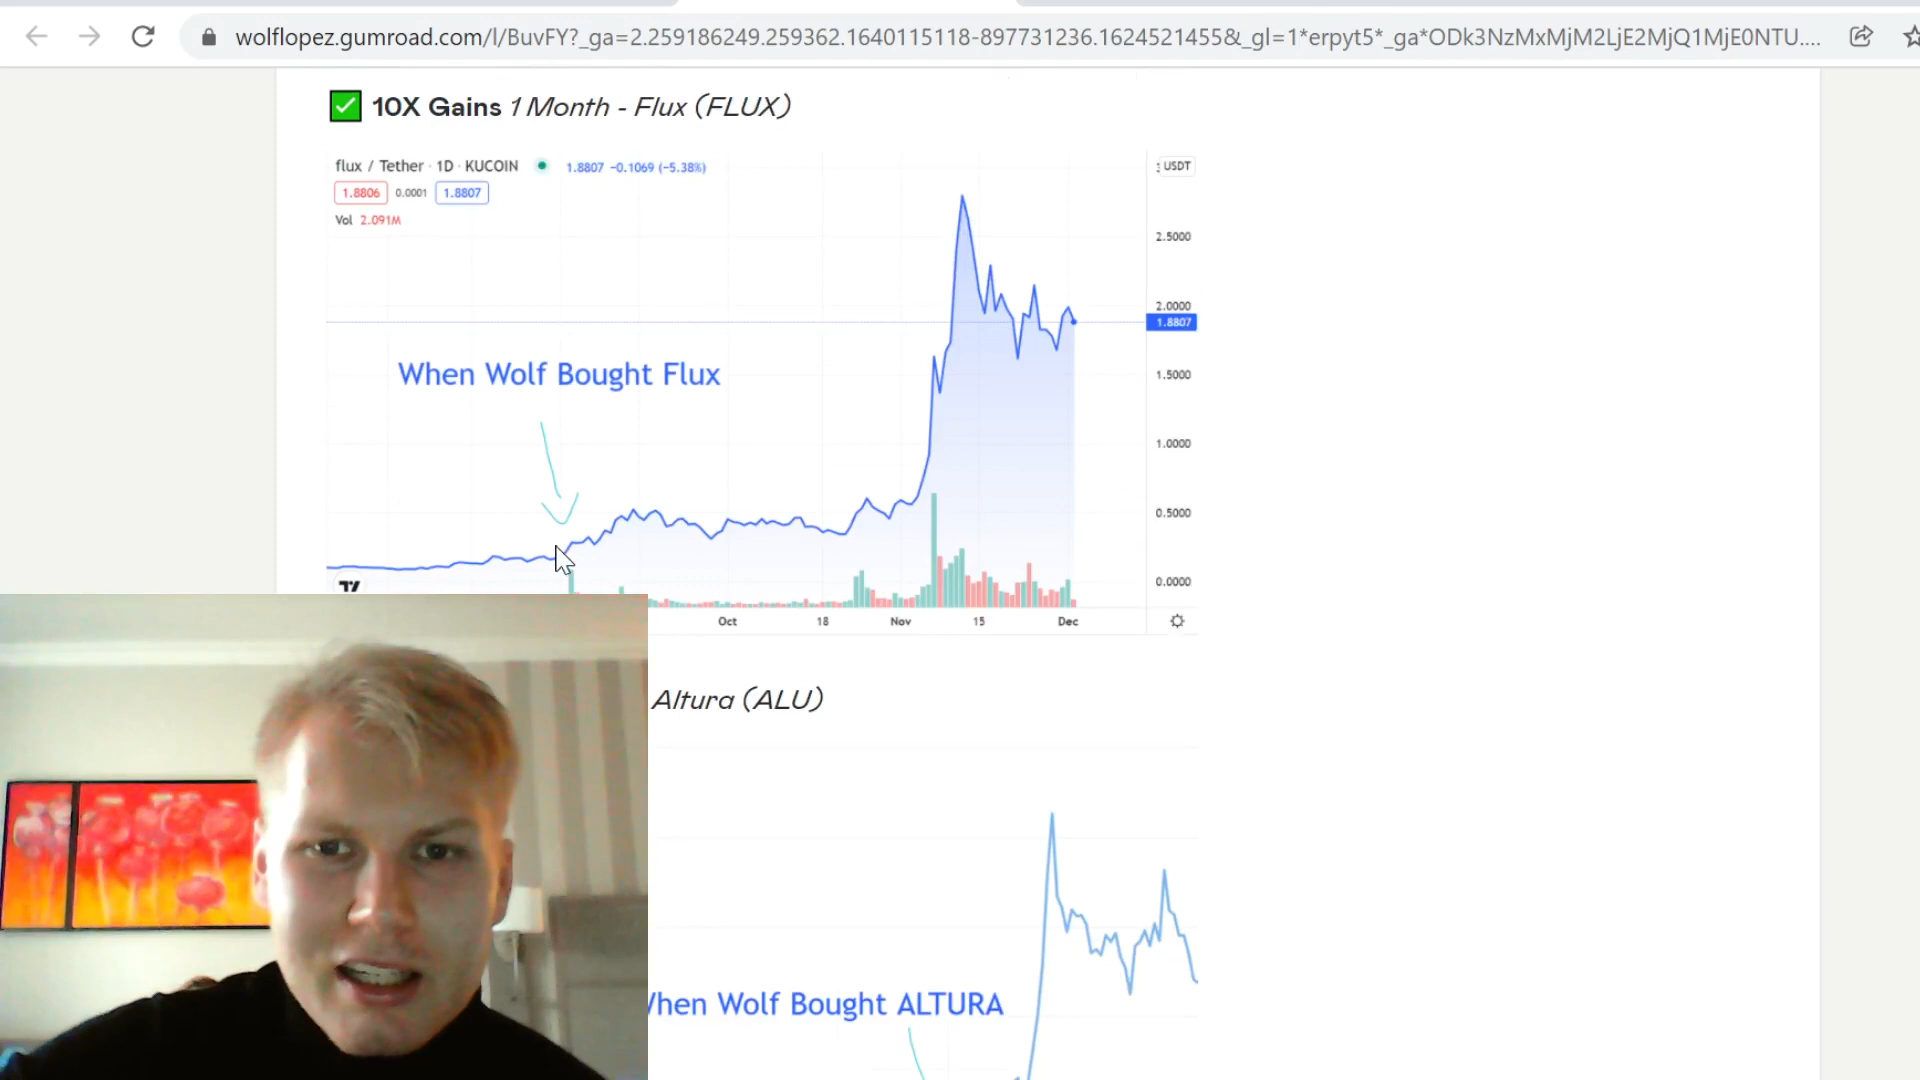 wolflopez.gumroad.com/l/BuvFY?_ga=2.259186249.259362.1640115118-897731236.1624521455&_gl=1*erpyt5*_ga*ODk3NzMxMjM2LjE2MjQ1MjE0NTU....
10X Gains 1 Month - Flux (FLUX)
flux / Tether · 1D · KUCOIN 1.8807 −0.1069 (−5.38%)
USDT
1.8806 0.0001 1.8807
Vol 2.091M
2.5000
2.0000
1.8807
When Wolf Bought Flux
1.5000
1.0000
0.5000
0.0000
Oct 18 Nov 15 Dec
Altura (ALU)
When Wolf Bought ALTURA